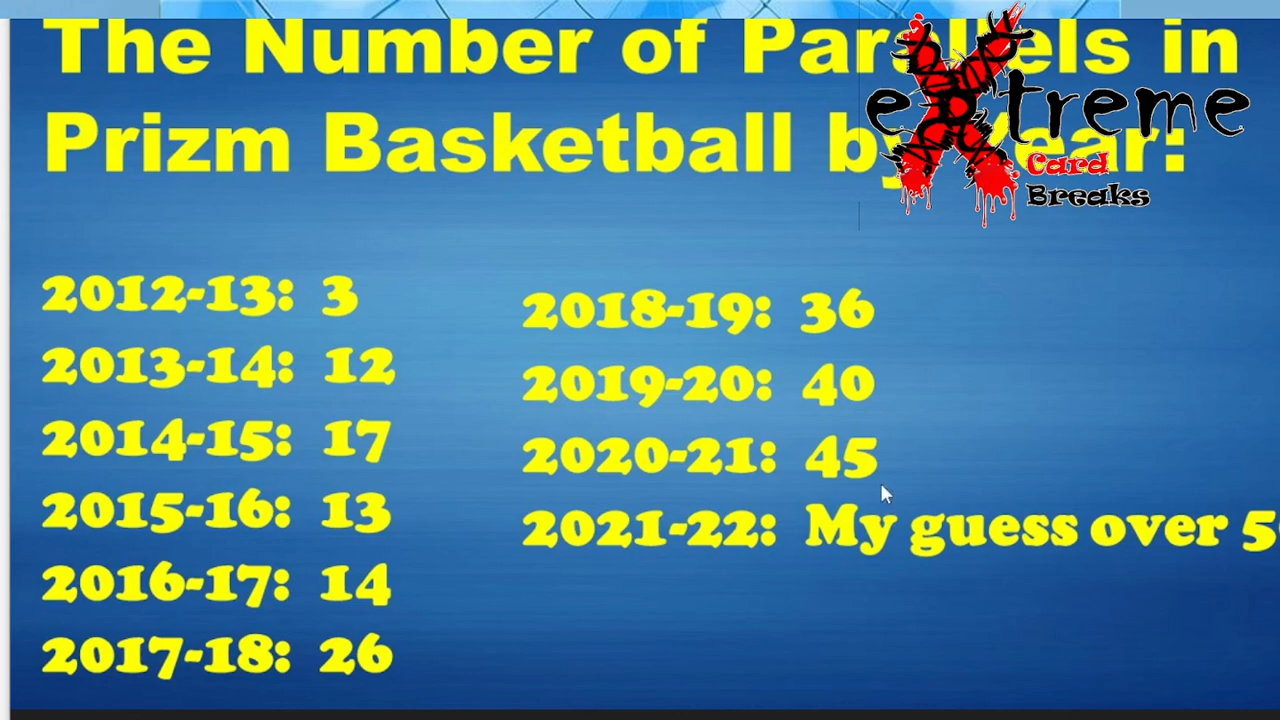 The Number of Parallels in
Prizm Basketball by Year:
eXtreme
Card
Breaks
2012-13: 3
2013-14: 12
2014-15: 17
2015-16: 13
2016-17: 14
2017-18: 26
2018-19: 36
2019-20: 40
2020-21: 45
2021-22: My guess over 5